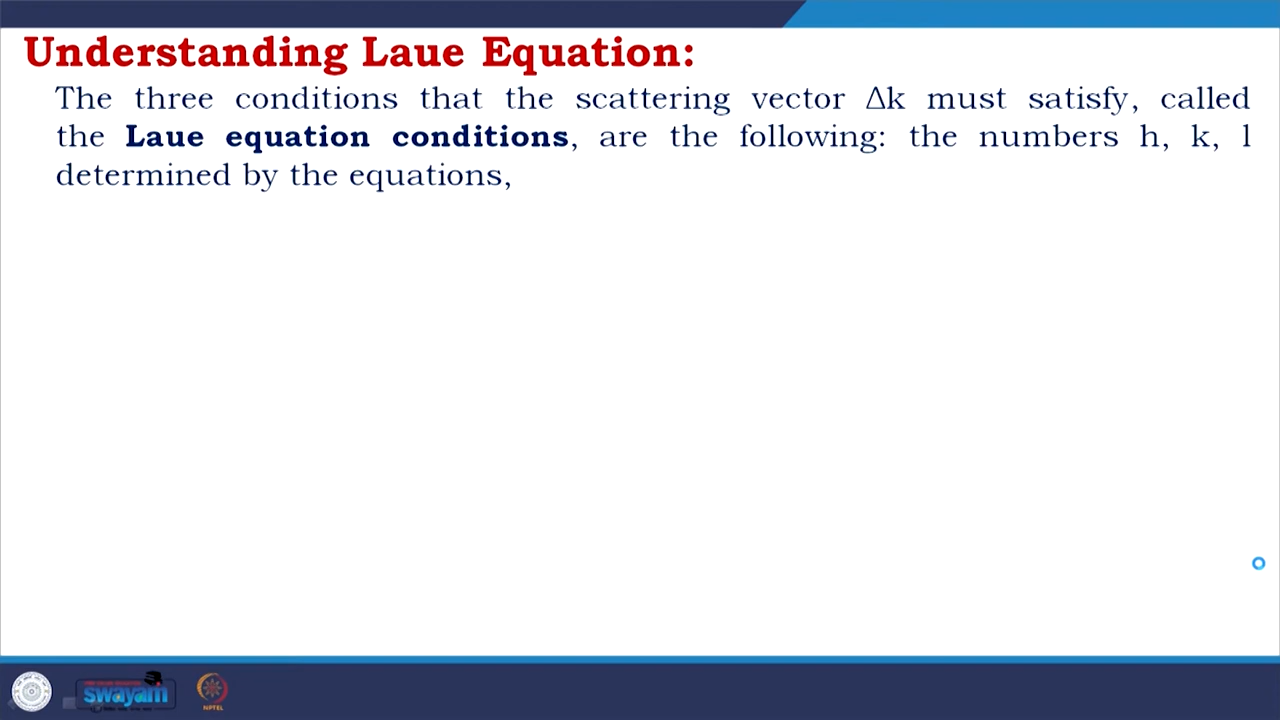 Understanding Laue Equation:
The three conditions that the scattering vector Δk must satisfy, called
the Laue equation conditions, are the following: the numbers h, k, l
determined by the equations,
swayam
NPTEL